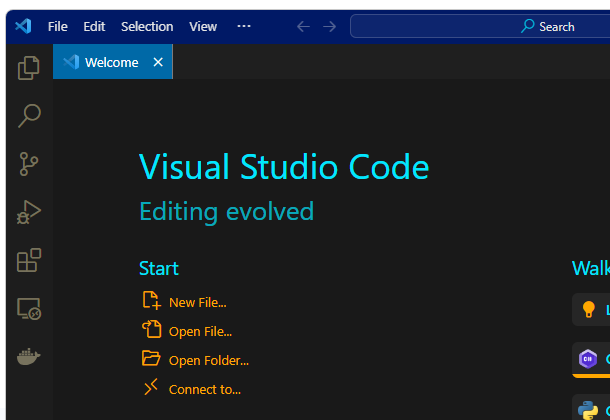 File Edit Selection View ··· Search
Welcome
Visual Studio Code
Editing evolved
Start
New File...
Open File...
Open Folder...
Connect to...